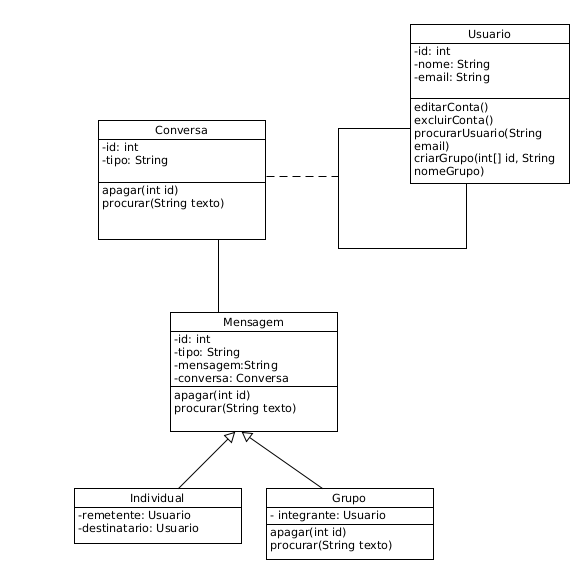 Usuario
-id: int
-nome: String
-email: String
editarConta()
excluirConta()
procurarUsuario(String
email)
criarGrupo(int[] id, String
nomeGrupo)
Conversa
-id: int
-tipo: String
apagar(int id)
procurar(String texto)
Mensagem
-id: int
-tipo: String
-mensagem:String
-conversa: Conversa
apagar(int id)
procurar(String texto)
Individual
-remetente: Usuario
-destinatario: Usuario
Grupo
- integrante: Usuario
apagar(int id)
procurar(String texto)